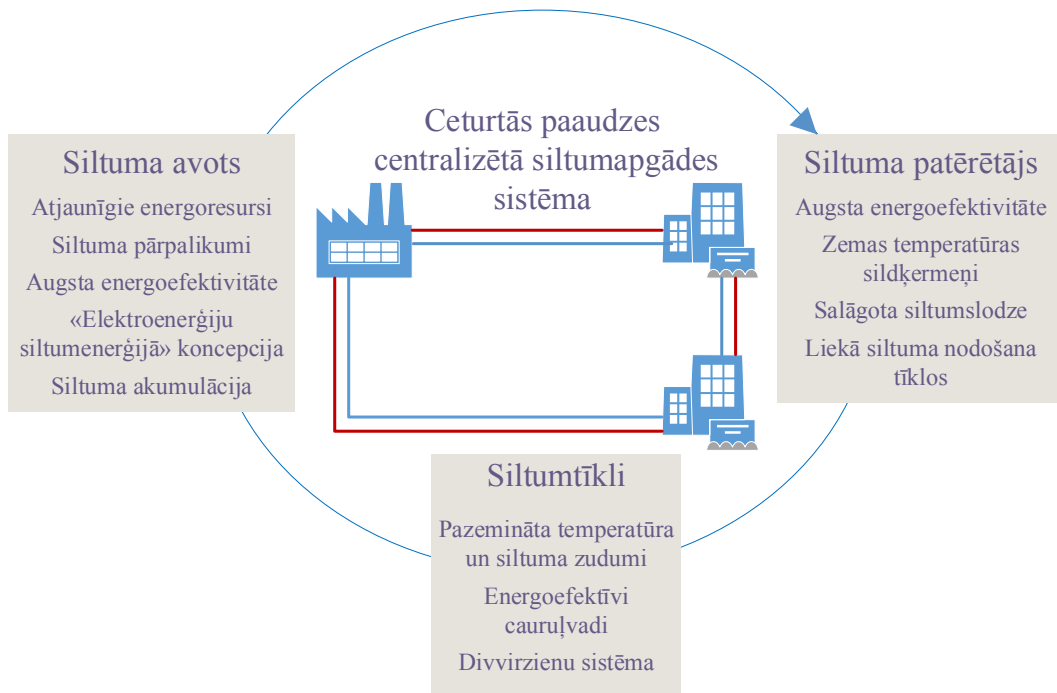 Ceturtās paaudzes
centralizētā siltumapgādes
sistēma
Siltuma avots
Atjaunīgie energoresursi
Siltuma pārpalikumi
Augsta energoefektivitāte
«Elektroenerģiju
siltumenerģijā» koncepcija
Siltuma akumulācija
Siltuma patērētājs
Augsta energoefektivitāte
Zemas temperatūras
sildķermeņi
Salāgota siltumslodze
Liekā siltuma nodošana
tīklos
Siltumtīkli
Pazemināta temperatūra
un siltuma zudumi
Energoefektīvi
cauruļvadi
Divvirzienu sistēma